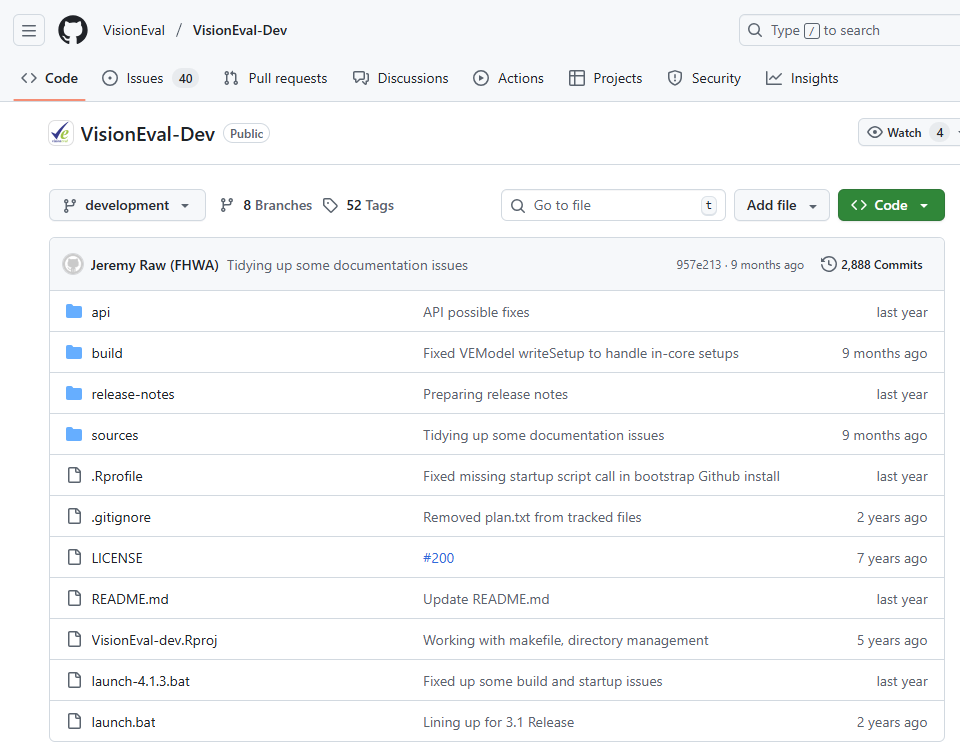 VisionEval / VisionEval-Dev Type / to search
Code Issues 40 Pull requests Discussions Actions Projects Security Insights
VisionEval-Dev Public Watch 4
development 8 Branches 52 Tags Go to file t Add file Code
Jeremy Raw (FHWA) Tidying up some documentation issues 957e213 · 9 months ago 2,888 Commits
api API possible fixes last year
build Fixed VEModel writeSetup to handle in-core setups 9 months ago
release-notes Preparing release notes last year
sources Tidying up some documentation issues 9 months ago
.Rprofile Fixed missing startup script call in bootstrap Github install last year
.gitignore Removed plan.txt from tracked files 2 years ago
LICENSE #200 7 years ago
README.md Update README.md last year
VisionEval-dev.Rproj Working with makefile, directory management 5 years ago
launch-4.1.3.bat Fixed up some build and startup issues last year
launch.bat Lining up for 3.1 Release 2 years ago